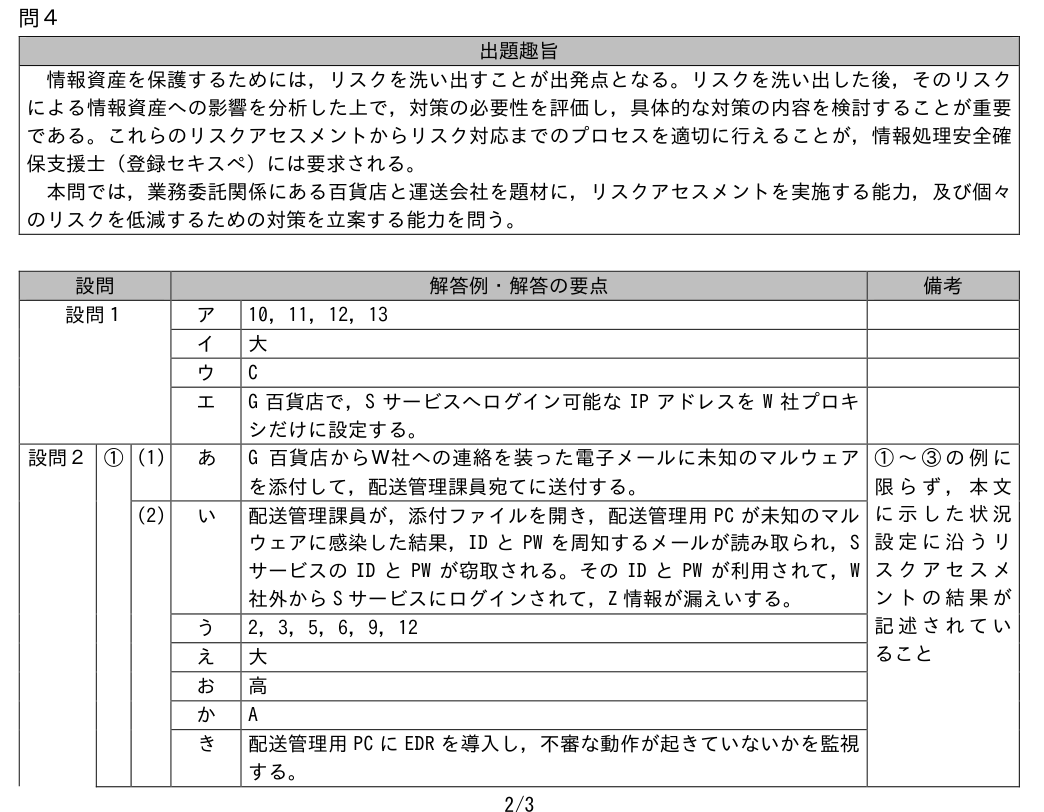 問４
出題趣旨
情報資産を保護するためには，リスクを洗い出すことが出発点となる。リスクを洗い出した後，そのリスク
による情報資産への影響を分析した上で，対策の必要性を評価し，具体的な対策の内容を検討することが重要
である。これらのリスクアセスメントからリスク対応までのプロセスを適切に行えることが，情報処理安全確
保支援士（登録セキスペ）には要求される。
本問では，業務委託関係にある百貨店と運送会社を題材に，リスクアセスメントを実施する能力，及び個々
のリスクを低減するための対策を立案する能力を問う。
設問 解答例・解答の要点 備考
設問１ ア 10, 11, 12, 13
イ 大
ウ C
エ G 百貨店で，S サービスへログイン可能な IP アドレスを W 社プロキ
シだけに設定する。
設問２ ① (1) あ G 百貨店からＷ社への連絡を装った電子メールに未知のマルウェア
を添付して，配送管理課員宛てに送付する。
(2) い 配送管理課員が，添付ファイルを開き，配送管理用 PC が未知のマル
ウェアに感染した結果，ID と PW を周知するメールが読み取られ，S
サービスの ID と PW が窃取される。その ID と PW が利用されて，W
社外から S サービスにログインされて，Z 情報が漏えいする。
う 2, 3, 5, 6, 9, 12
え 大
お 高
か A
き 配送管理用 PC に EDR を導入し，不審な動作が起きていないかを監視
する。
①～③の例に
限らず，本文
に示した状況
設定に沿うリ
スクアセスメ
ントの結果が
記述されてい
ること
2/3